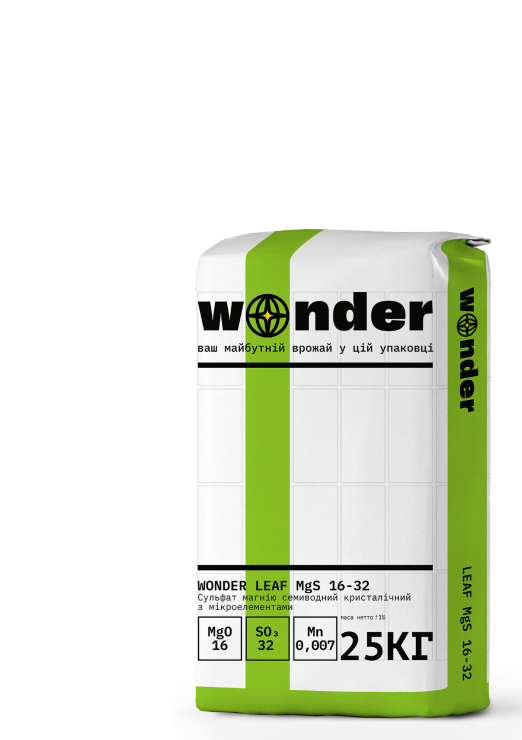 wonder
ваш майбутній врожай у цій упаковці
WONDER LEAF MgS 16-32
Сульфат магнію семиводний кристалічний
з мікроелементами
MgO
16
SO₃
32
Mn
0,007
маса нетто ±1%
25КГ
wonder
LEAF MgS 16-32